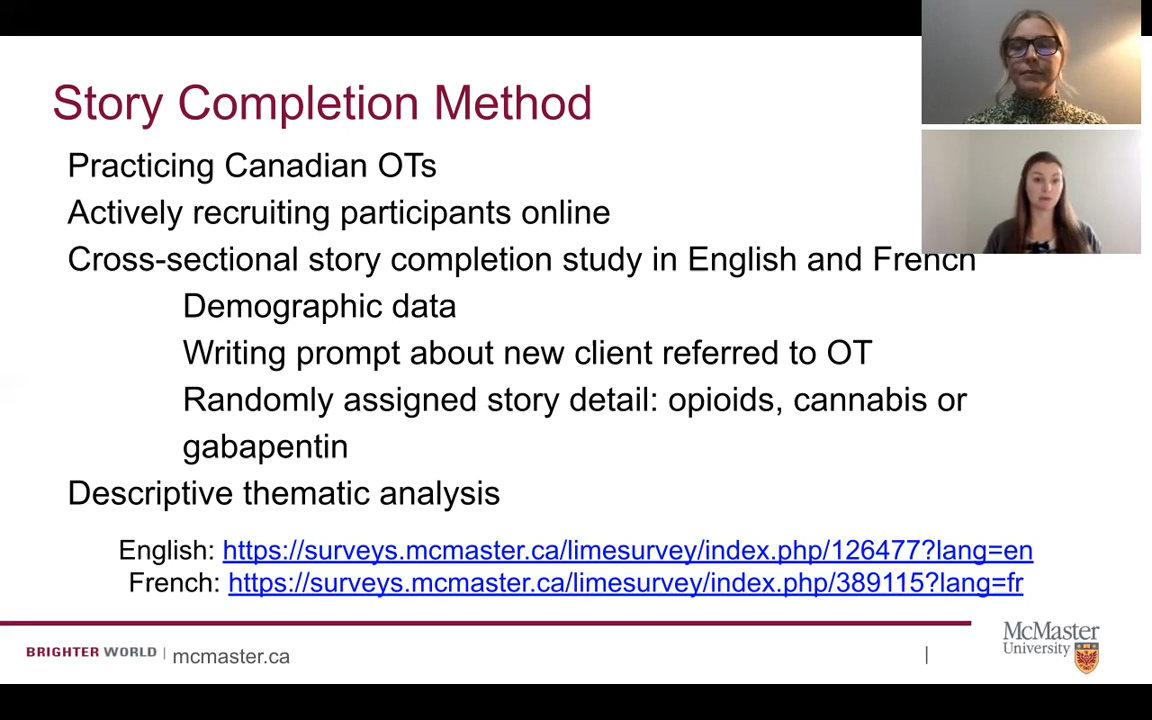 Story Completion Method
Practicing Canadian OTs
Actively recruiting participants online
Cross-sectional story completion study in English and French
Demographic data
Writing prompt about new client referred to OT
Randomly assigned story detail: opioids, cannabis or
gabapentin
Descriptive thematic analysis
English: https://surveys.mcmaster.ca/limesurvey/index.php/126477?lang=en
French: https://surveys.mcmaster.ca/limesurvey/index.php/389115?lang=fr
BRIGHTER WORLD | mcmaster.ca
|
McMaster
University